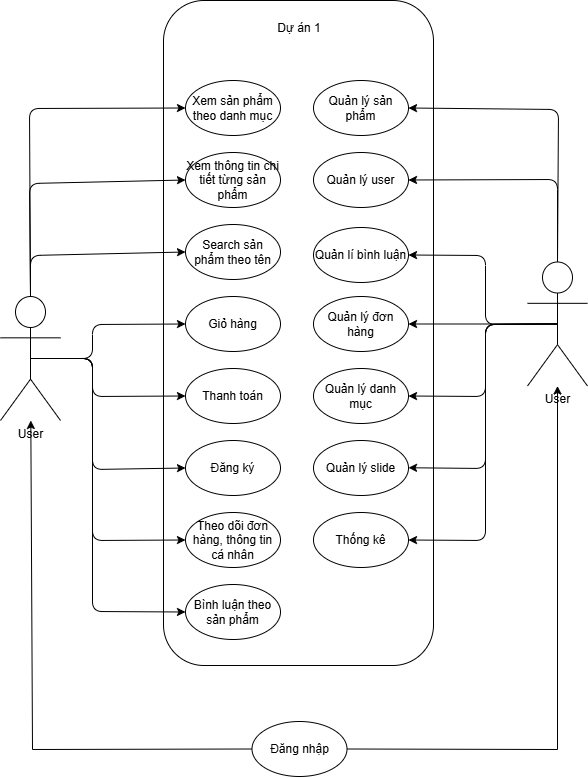 Dự án 1
Xem sản phẩm
theo danh mục
Quản lý sản
phẩm
Xem thông tin chi
tiết từng sản
phẩm
Quản lý user
Search sản
phẩm theo tên
Quản lí bình luận
Giỏ hàng
Quản lý đơn
hàng
Thanh toán
Quản lý danh
mục
User
User
Đăng ký
Quản lý slide
Theo dõi đơn
hàng, thông tin
cá nhân
Thống kê
Bình luận theo
sản phẩm
Đăng nhập